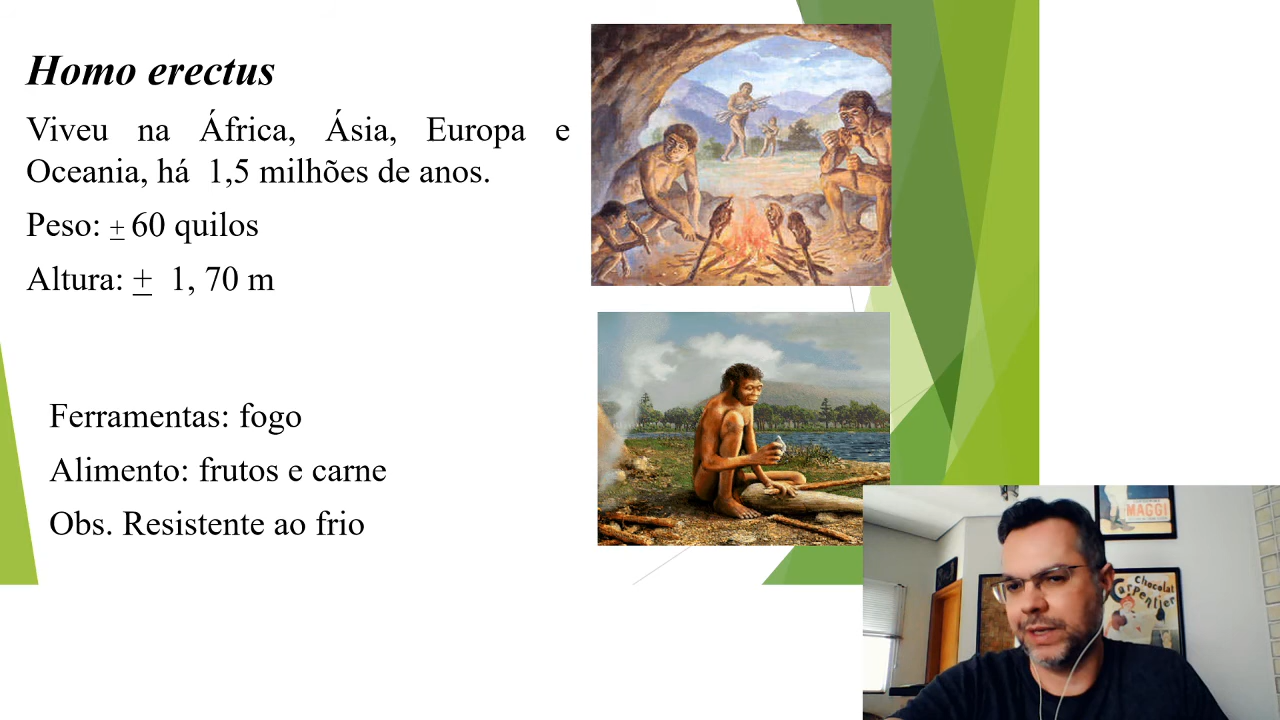 Homo erectus
Viveu na África, Ásia, Europa e
Oceania, há 1,5 milhões de anos.
Peso: ± 60 quilos
Altura: ± 1, 70 m
Ferramentas: fogo
Alimento: frutos e carne
Obs. Resistente ao frio
MAGGI
Chocolat
Carpentier